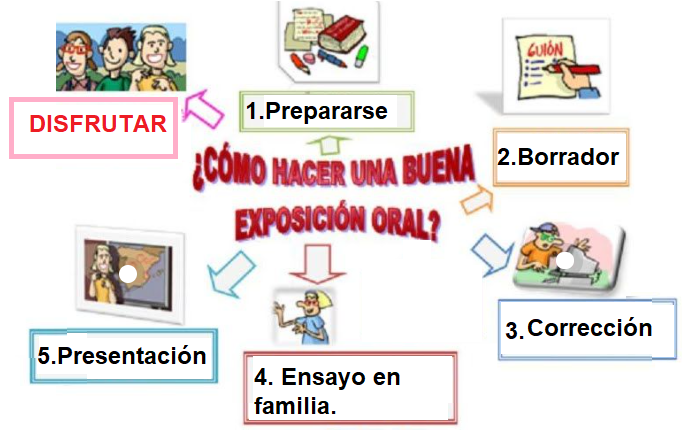 ¿CÓMO HACER UNA BUENA
EXPOSICIÓN ORAL?
1.Prepararse
GUIÓN
2.Borrador
3.Corrección
4. Ensayo en
familia.
5.Presentación
DISFRUTAR